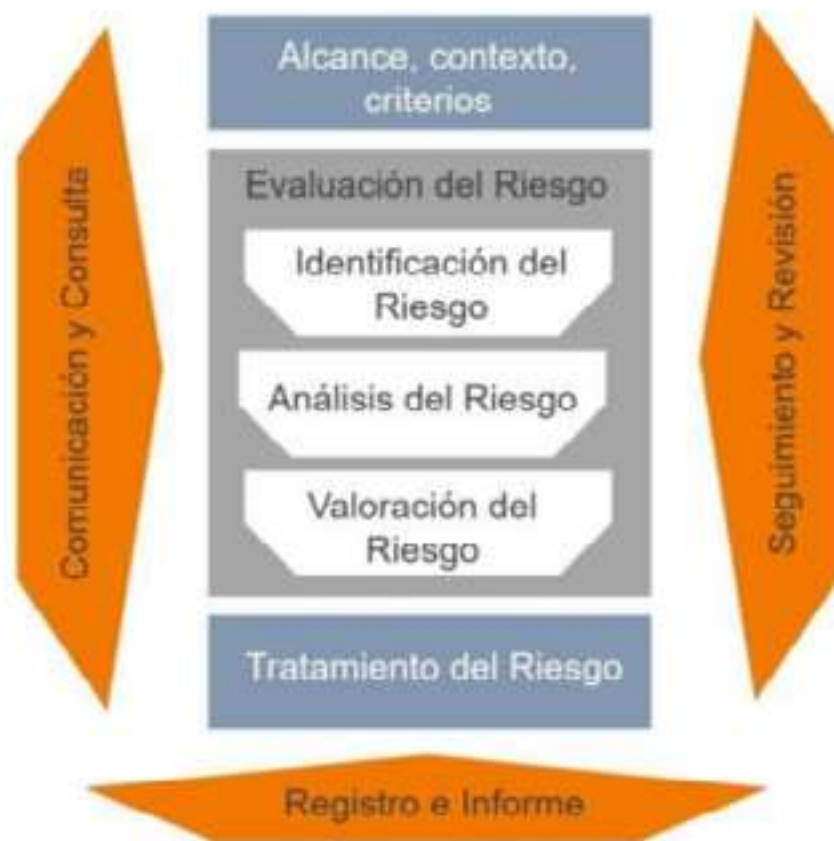 Alcance, contexto,
criterios
Evaluación del Riesgo
Identificación del
Riesgo
Análisis del Riesgo
Valoración del
Riesgo
Tratamiento del Riesgo
Comunicación y Consulta
Seguimiento y Revisión
Registro e Informe